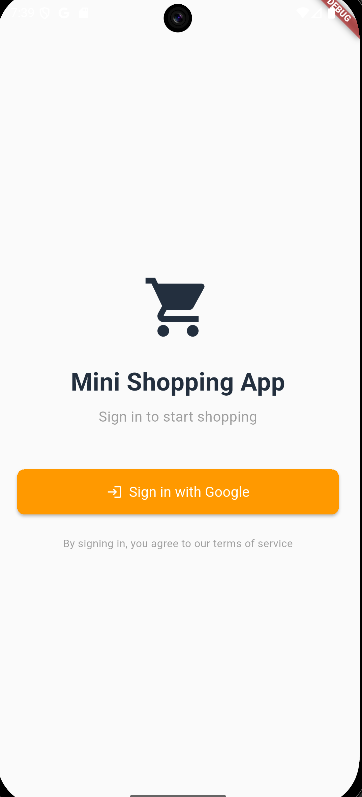 DEBUG
Mini Shopping App
Sign in to start shopping
Sign in with Google
By signing in, you agree to our terms of service